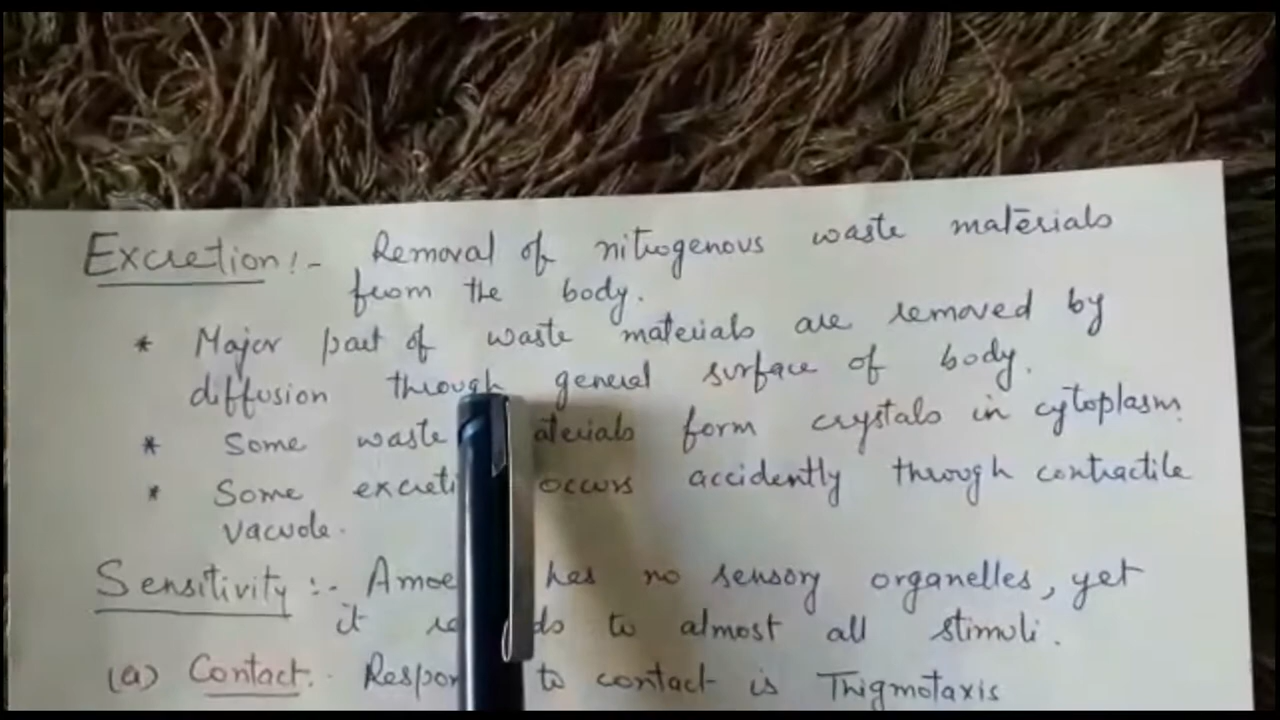 Excretion :- Removal of nitrogenous waste materials
from the body.
* Major part of waste materials are removed by
diffusion through general surface of body.
* Some waste aterials form crystals in cytoplasm.
* Some excreti occurs accidently through contractile
vacuole.
Sensitivity :- Amoe has no sensory organelles, yet
it re ds to almost all stimuli.
(a) Contact. Respon to contact is Thigmotaxis